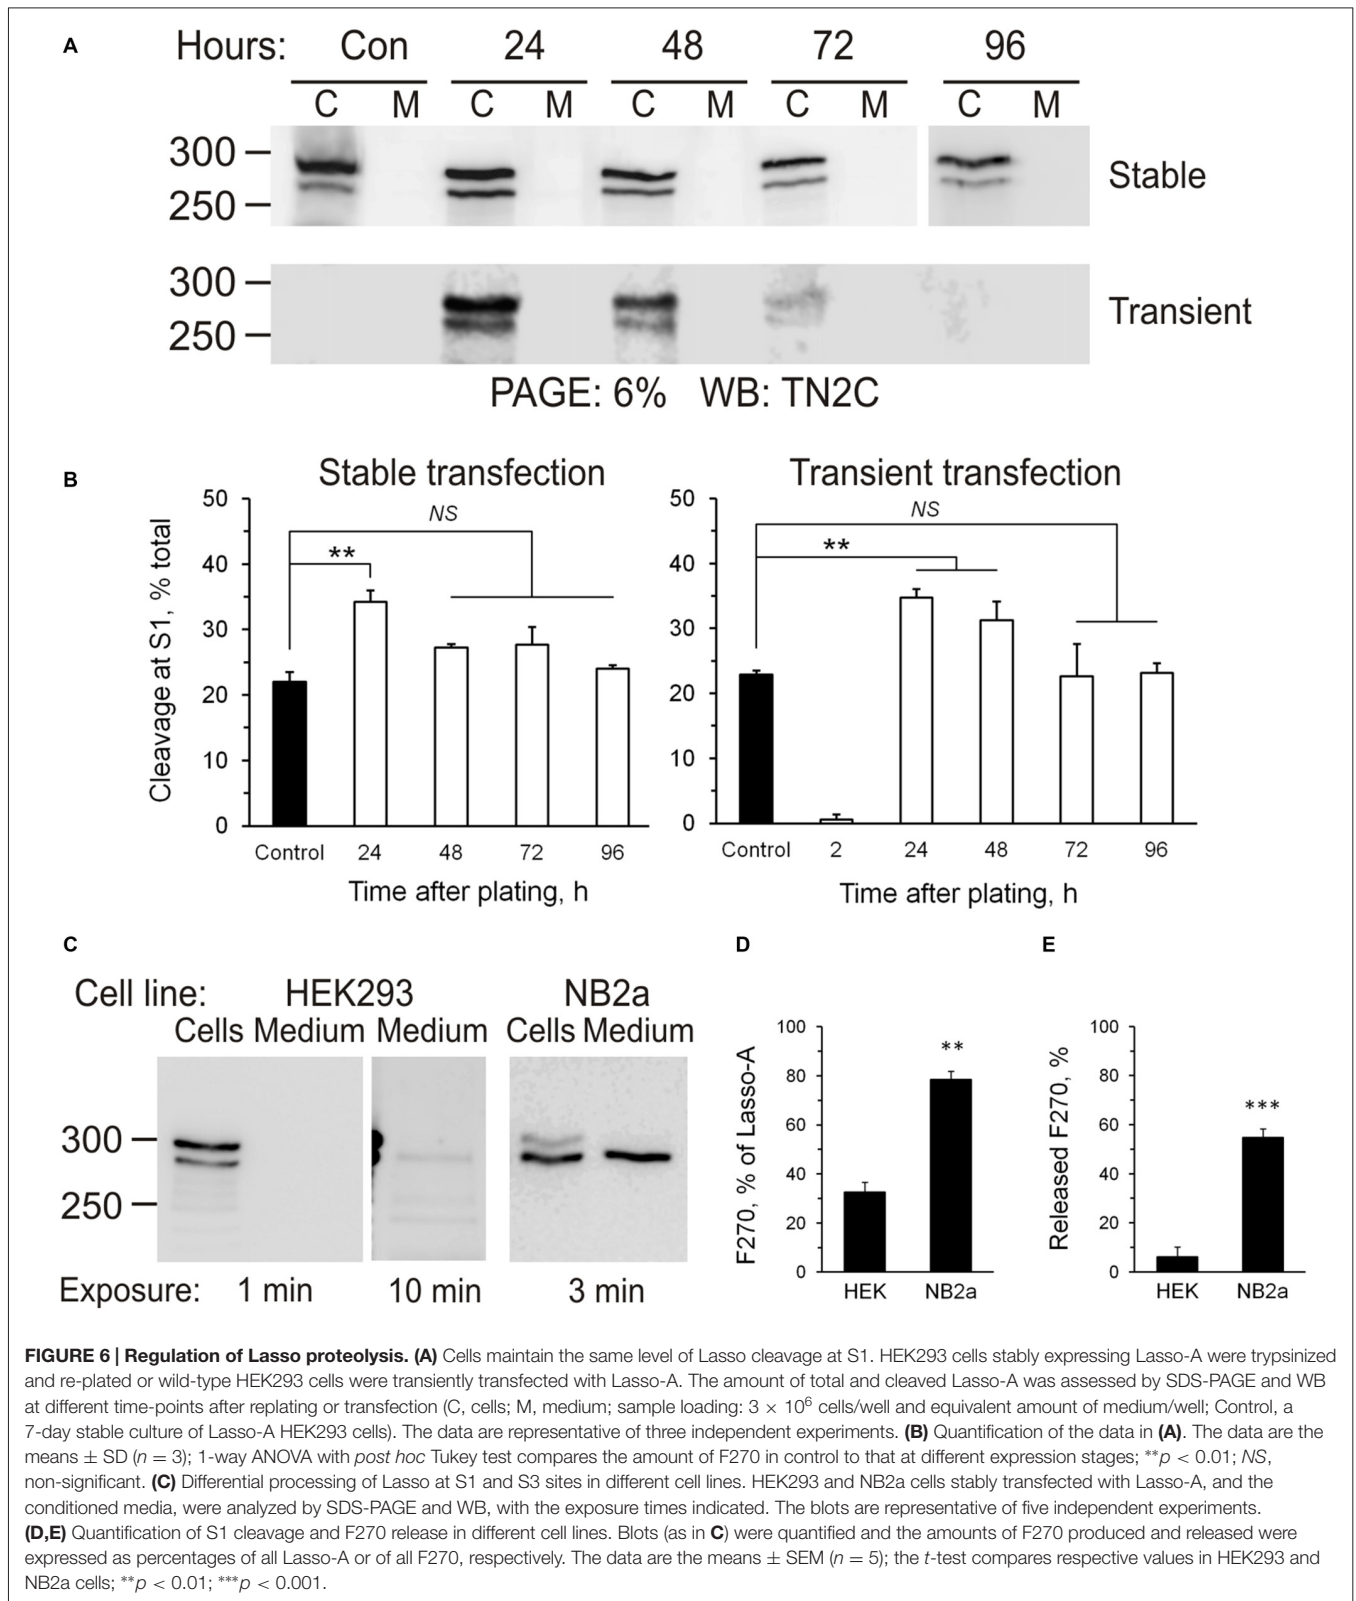 A
Hours: Con 24 48 72 96
C M C M C M C M C M
300
250
Stable
300
250
Transient
PAGE: 6% WB: TN2C
B
Stable transfection
Cleavage at S1, % total
50
40
30
20
10
0
NS
**
Control 24 48 72 96
Time after plating, h
Transient transfection
50
40
30
20
10
0
NS
**
Control 2 24 48 72 96
Time after plating, h
C
Cell line: HEK293 NB2a
Cells Medium Medium Cells Medium
300
250
Exposure: 1 min 10 min 3 min
D
F270, % of Lasso-A
100
80
60
40
20
0
**
HEK NB2a
E
Released F270, %
100
80
60
40
20
0
***
HEK NB2a
FIGURE 6 | Regulation of Lasso proteolysis. (A) Cells maintain the same level of Lasso cleavage at S1. HEK293 cells stably expressing Lasso-A were trypsinized
and re-plated or wild-type HEK293 cells were transiently transfected with Lasso-A. The amount of total and cleaved Lasso-A was assessed by SDS-PAGE and WB
at different time-points after replating or transfection (C, cells; M, medium; sample loading: 3 × 10⁶ cells/well and equivalent amount of medium/well; Control, a
7-day stable culture of Lasso-A HEK293 cells). The data are representative of three independent experiments. (B) Quantification of the data in (A). The data are the
means ± SD (n = 3); 1-way ANOVA with post hoc Tukey test compares the amount of F270 in control to that at different expression stages; **p < 0.01; NS,
non-significant. (C) Differential processing of Lasso at S1 and S3 sites in different cell lines. HEK293 and NB2a cells stably transfected with Lasso-A, and the
conditioned media, were analyzed by SDS-PAGE and WB, with the exposure times indicated. The blots are representative of five independent experiments.
(D,E) Quantification of S1 cleavage and F270 release in different cell lines. Blots (as in C) were quantified and the amounts of F270 produced and released were
expressed as percentages of all Lasso-A or of all F270, respectively. The data are the means ± SEM (n = 5); the t-test compares respective values in HEK293 and
NB2a cells; **p < 0.01; ***p < 0.001.